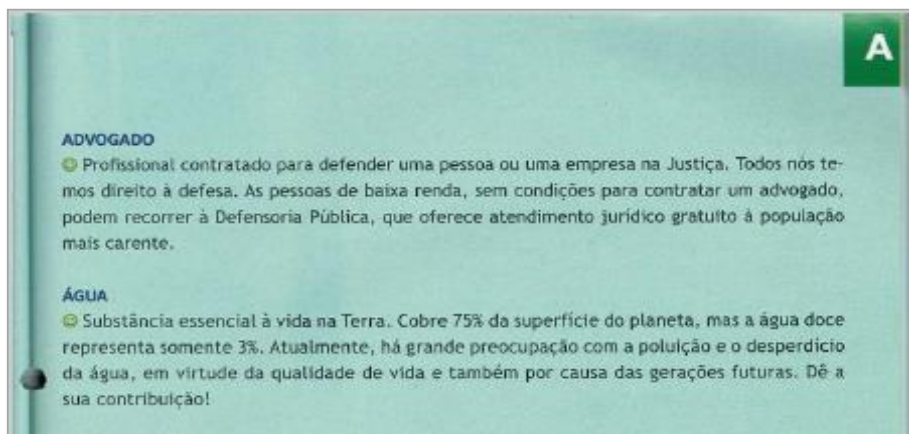 A
ADVOGADO
Profissional contratado para defender uma pessoa ou uma empresa na Justiça. Todos nós te-
mos direito à defesa. As pessoas de baixa renda, sem condições para contratar um advogado,
podem recorrer à Defensoria Pública, que oferece atendimento jurídico gratuito à população
mais carente.
ÁGUA
Substância essencial à vida na Terra. Cobre 75% da superfície do planeta, mas a água doce
representa somente 3%. Atualmente, há grande preocupação com a poluição e o desperdício
da água, em virtude da qualidade de vida e também por causa das gerações futuras. Dê a
sua contribuição!